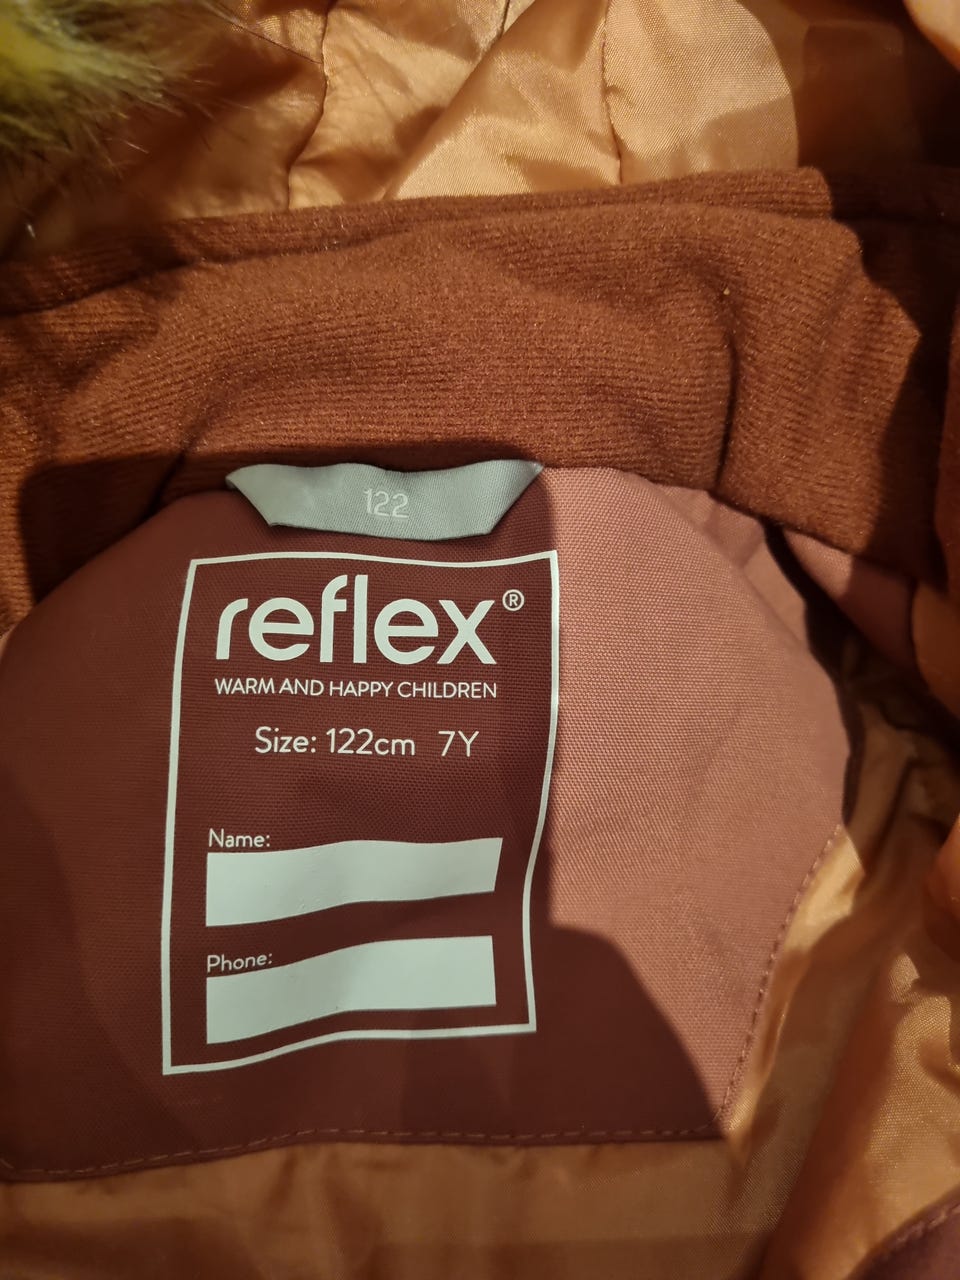 122
reflex®
WARM AND HAPPY CHILDREN
Size: 122cm 7Y
Name:
Phone: